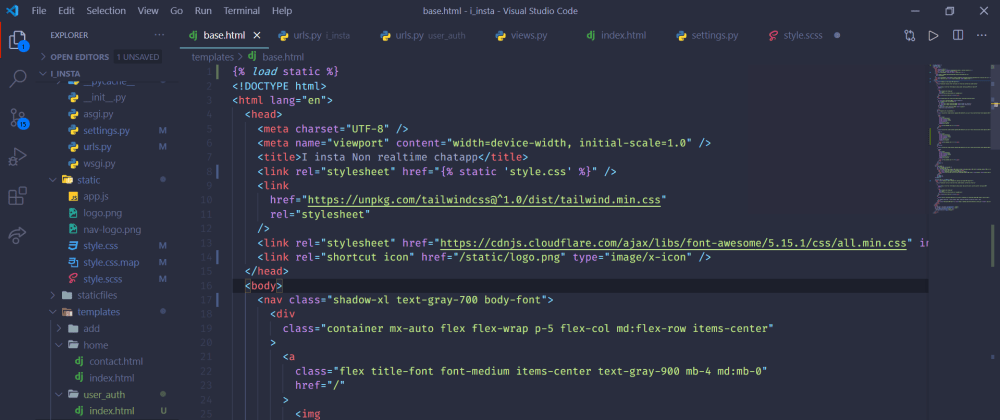 File Edit Selection View Go Run Terminal Help base.html - i_insta - Visual Studio Code
EXPLORER ···
OPEN EDITORS 1 UNSAVED
I_INSTA
__pycache__
__init__.py
asgi.py
settings.py M
urls.py M
wsgi.py
static
app.js
logo.png
nav-logo.png
style.css M
style.css.map M
style.scss M
staticfiles
templates
add
home
contact.html
index.html
user_auth
index.html U
1
15
dj base.html urls.py i_insta urls.py user_auth views.py dj index.html settings.py style.scss
templates > dj base.html
1 {% load static %}
2 <!DOCTYPE html>
3 <html lang="en">
4 <head>
5 <meta charset="UTF-8" />
6 <meta name="viewport" content="width=device-width, initial-scale=1.0" />
7 <title>I insta Non realtime chatapp</title>
8 <link rel="stylesheet" href="{% static 'style.css' %}" />
9 <link
10 href="https://unpkg.com/tailwindcss@^1.0/dist/tailwind.min.css"
11 rel="stylesheet"
12 />
13 <link rel="stylesheet" href="https://cdnjs.cloudflare.com/ajax/libs/font-awesome/5.15.1/css/all.min.css" in
14 <link rel="shortcut icon" href="/static/logo.png" type="image/x-icon" />
15 </head>
16 <body>
17 <nav class="shadow-xl text-gray-700 body-font">
18 <div
19 class="container mx-auto flex flex-wrap p-5 flex-col md:flex-row items-center"
20 >
21 <a
22 class="flex title-font font-medium items-center text-gray-900 mb-4 md:mb-0"
23 href="/"
24 >
25 <img